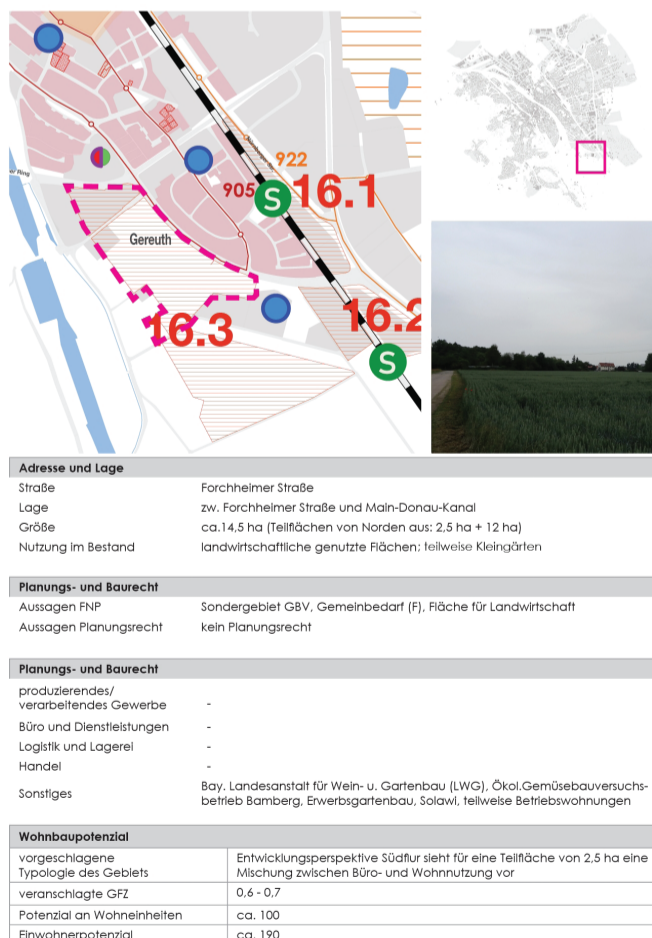 922
905
S
16.1
er Ring
Gereuth
16.3
16.2
S
Adresse und Lage
Straße Forchheimer Straße
Lage zw. Forchheimer Straße und Main-Donau-Kanal
Größe ca.14,5 ha (Teilflächen von Norden aus: 2,5 ha + 12 ha)
Nutzung im Bestand landwirtschaftliche genutzte Flächen; teilweise Kleingärten
Planungs- und Baurecht
Aussagen FNP Sondergebiet GBV, Gemeinbedarf (F), Fläche für Landwirtschaft
Aussagen Planungsrecht kein Planungsrecht
Planungs- und Baurecht
produzierendes/
verarbeitendes Gewerbe -
Büro und Dienstleistungen -
Logistik und Lagerei -
Handel -
Sonstiges Bay. Landesanstalt für Wein- u. Gartenbau (LWG), Ökol.Gemüsebauversuchs-
betrieb Bamberg, Erwerbsgartenbau, Solawi, teilweise Betriebswohnungen
Wohnbaupotenzial
vorgeschlagene
Typologie des Gebiets Entwicklungsperspektive Südflur sieht für eine Teilfläche von 2,5 ha eine
Mischung zwischen Büro- und Wohnnutzung vor
veranschlagte GFZ 0,6 - 0,7
Potenzial an Wohneinheiten ca. 100
Einwohnerpotenzial ca. 190